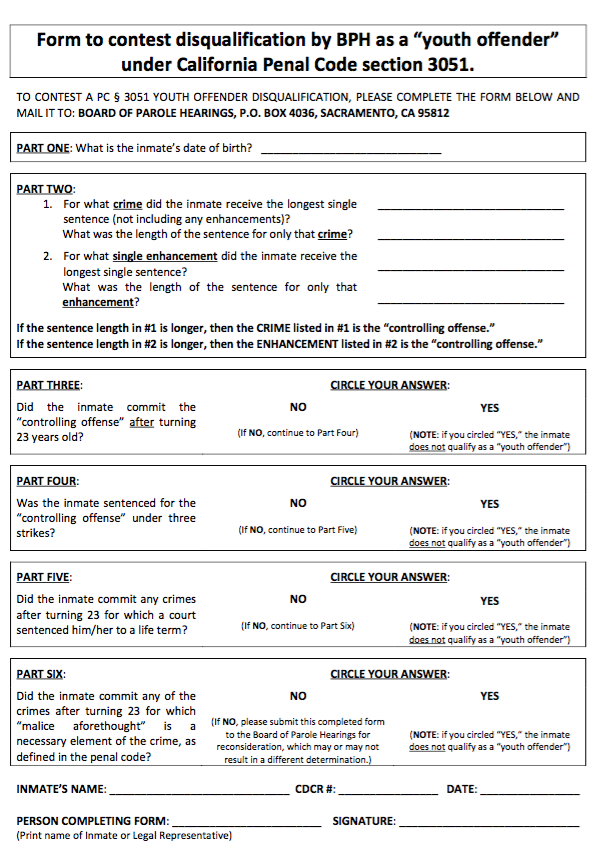 Form to contest disqualification by BPH as a “youth offender”
under California Penal Code section 3051.
TO CONTEST A PC § 3051 YOUTH OFFENDER DISQUALIFICATION, PLEASE COMPLETE THE FORM BELOW AND
MAIL IT TO: BOARD OF PAROLE HEARINGS, P.O. BOX 4036, SACRAMENTO, CA 95812
PART ONE: What is the inmate’s date of birth? ____________________________
PART TWO:
1. For what crime did the inmate receive the longest single
sentence (not including any enhancements)?
What was the length of the sentence for only that crime?
2. For what single enhancement did the inmate receive the
longest single sentence?
What was the length of the sentence for only that
enhancement?
If the sentence length in #1 is longer, then the CRIME listed in #1 is the “controlling offense.”
If the sentence length in #2 is longer, then the ENHANCEMENT listed in #2 is the “controlling offense.”
PART THREE:
Did the inmate commit the
“controlling offense” after turning
23 years old?
CIRCLE YOUR ANSWER:
NO
(If NO, continue to Part Four)
YES
(NOTE: if you circled “YES,” the inmate
does not qualify as a “youth offender”)
PART FOUR:
Was the inmate sentenced for the
“controlling offense” under three
strikes?
CIRCLE YOUR ANSWER:
NO
(If NO, continue to Part Five)
YES
(NOTE: if you circled “YES,” the inmate
does not qualify as a “youth offender”)
PART FIVE:
Did the inmate commit any crimes
after turning 23 for which a court
sentenced him/her to a life term?
CIRCLE YOUR ANSWER:
NO
(If NO, continue to Part Six)
YES
(NOTE: if you circled “YES,” the inmate
does not qualify as a “youth offender”)
PART SIX:
Did the inmate commit any of the
crimes after turning 23 for which
“malice aforethought” is a
necessary element of the crime, as
defined in the penal code?
CIRCLE YOUR ANSWER:
NO
(If NO, please submit this completed form
to the Board of Parole Hearings for
reconsideration, which may or may not
result in a different determination.)
YES
(NOTE: if you circled “YES,” the inmate
does not qualify as a “youth offender”)
INMATE’S NAME: ____________________________ CDCR #: ________________ DATE: ________________
PERSON COMPLETING FORM: ________________________ SIGNATURE: ____________________________
(Print name of Inmate or Legal Representative)